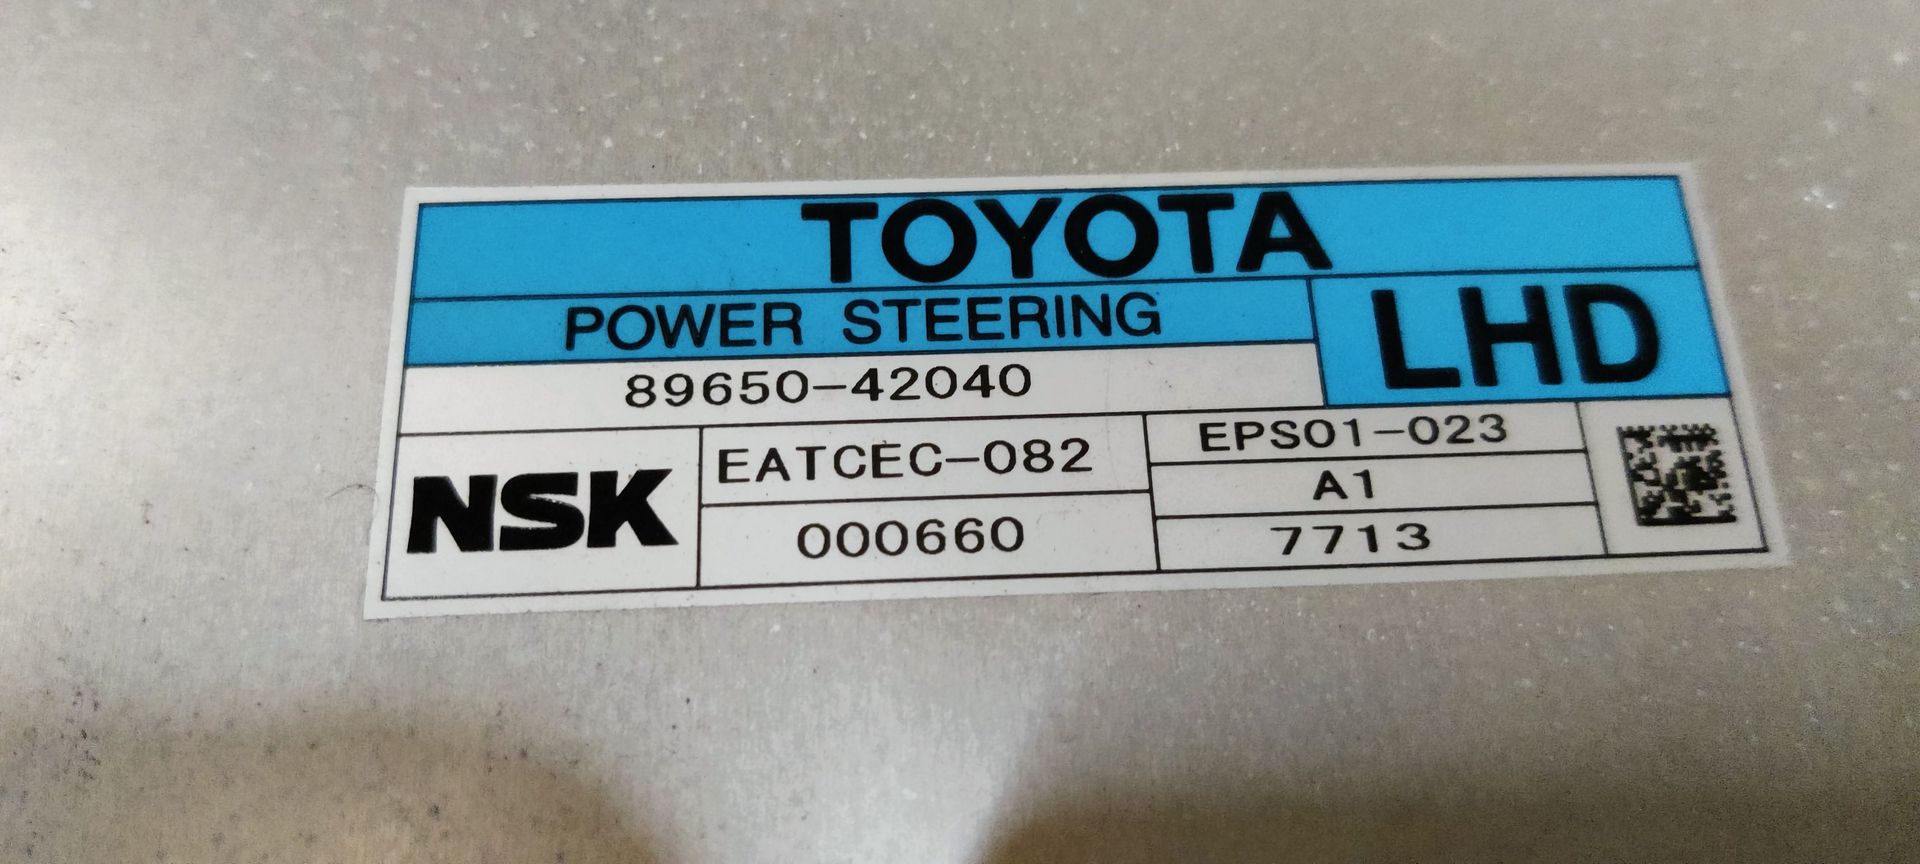 TOYOTA
POWER STEERING
LHD
89650-42040
NSK
EATCEC-082
000660
EPS01-023
A1
7713